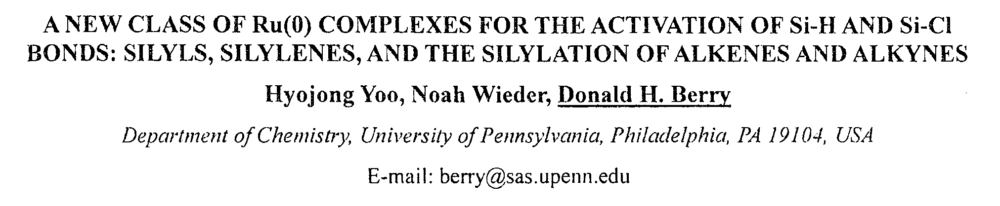 A NEW CLASS OF Ru(0) COMPLEXES FOR THE ACTIVATION OF Si-H AND Si-Cl
BONDS: SILYLS, SILYLENES, AND THE SILYLATION OF ALKENES AND ALKYNES
Hyojong Yoo, Noah Wieder, Donald H. Berry
Department of Chemistry, University of Pennsylvania, Philadelphia, PA 19104, USA
E-mail: berry@sas.upenn.edu